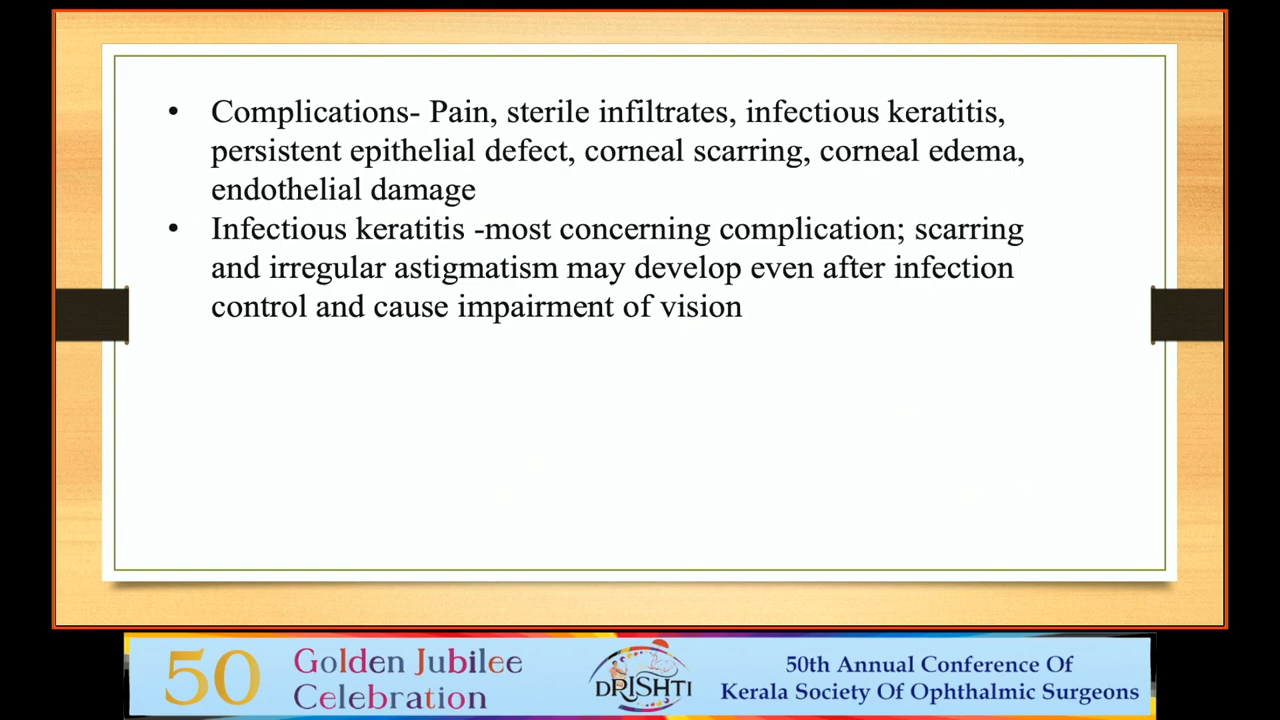 • Complications- Pain, sterile infiltrates, infectious keratitis,
persistent epithelial defect, corneal scarring, corneal edema,
endothelial damage
• Infectious keratitis -most concerning complication; scarring
and irregular astigmatism may develop even after infection
control and cause impairment of vision
50
Golden Jubilee
Celebration
DRISHTI
50th Annual Conference Of
Kerala Society Of Ophthalmic Surgeons